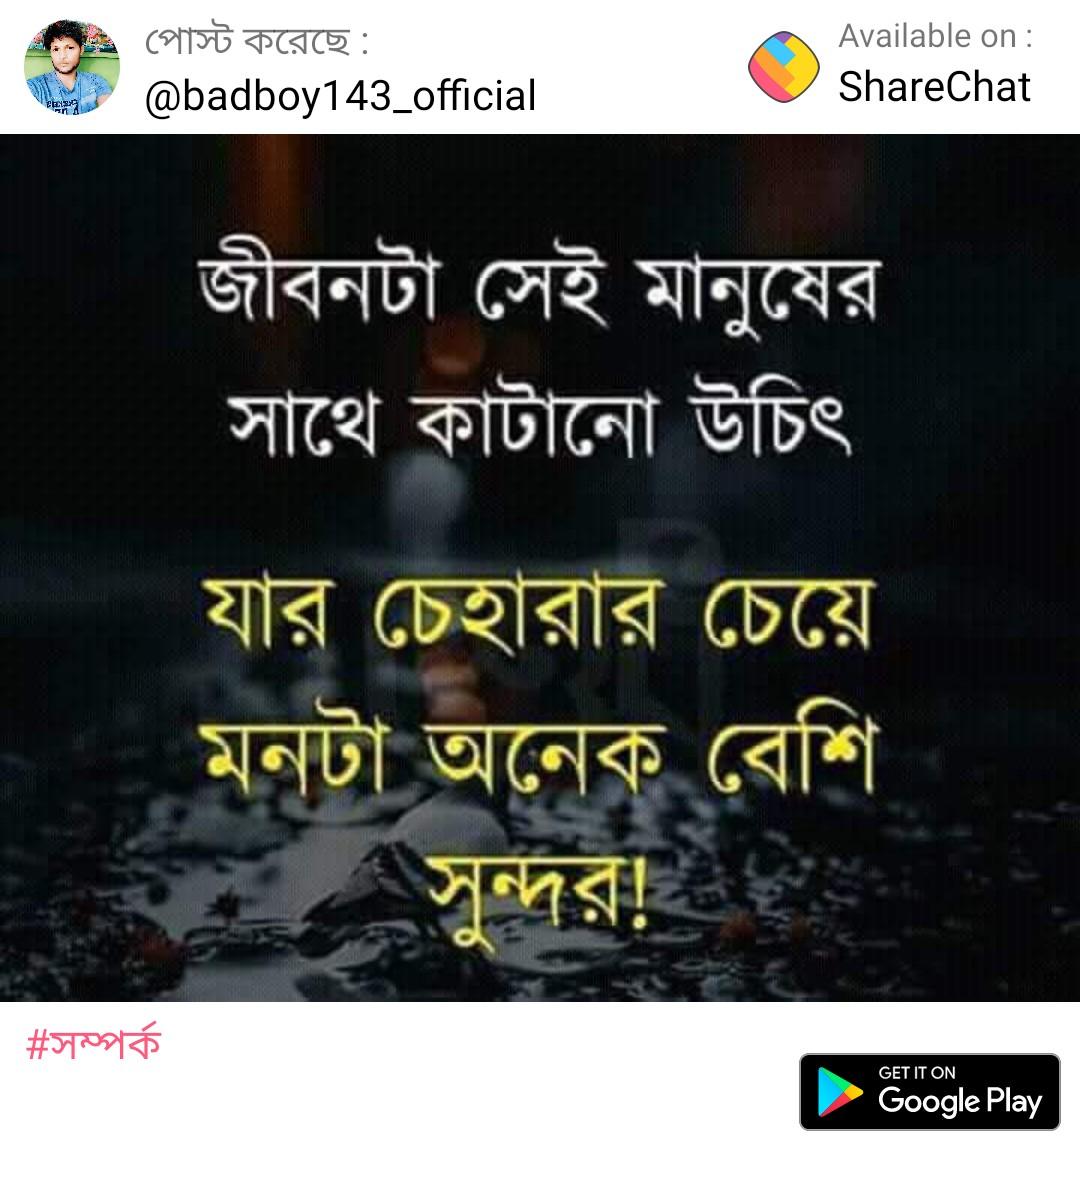 পোস্ট করেছে :
@badboy143_official
Available on :
ShareChat
জীবনটা সেই মানুষের
সাথে কাটানো উচিৎ
যার চেহারার চেয়ে
মনটা অনেক বেশি
সুন্দর!
#সম্পর্ক
GET IT ON
Google Play